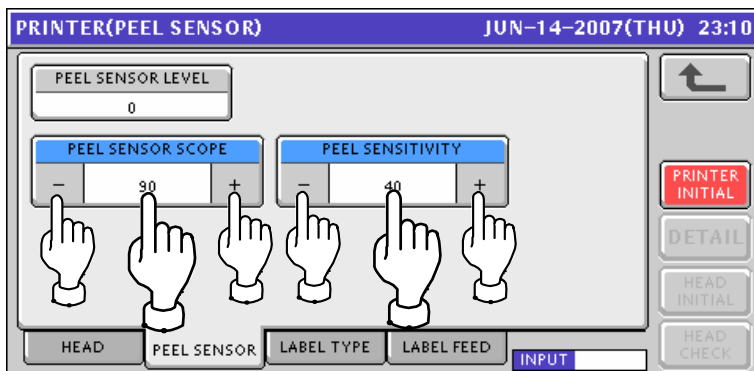 PRINTER(PEEL SENSOR) JUN-14-2007(THU) 23:10
PEEL SENSOR LEVEL
0
PEEL SENSOR SCOPE PEEL SENSITIVITY
- 90 + - 40 +
PRINTER
INITIAL
DETAIL
HEAD
INITIAL
HEAD
CHECK
HEAD PEEL SENSOR LABEL TYPE LABEL FEED
INPUT